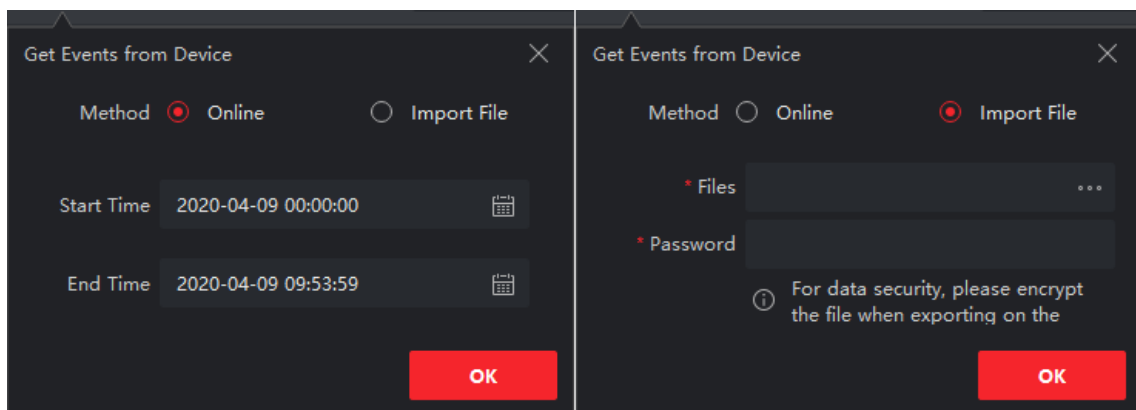 Get Events from Device
Method Online Import File
Start Time 2020-04-09 00:00:00
End Time 2020-04-09 09:53:59
OK
Get Events from Device
Method Online Import File
* Files
* Password
For data security, please encrypt
the file when exporting on the
OK